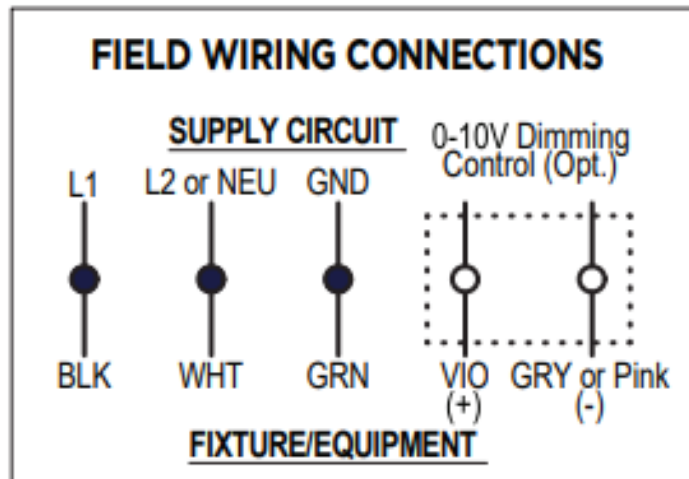 FIELD WIRING CONNECTIONS
SUPPLY CIRCUIT
0-10V Dimming
Control (Opt.)
L1
L2 or NEU
GND
BLK
WHT
GRN
VIO
(+)
GRY or Pink
(-)
FIXTURE/EQUIPMENT